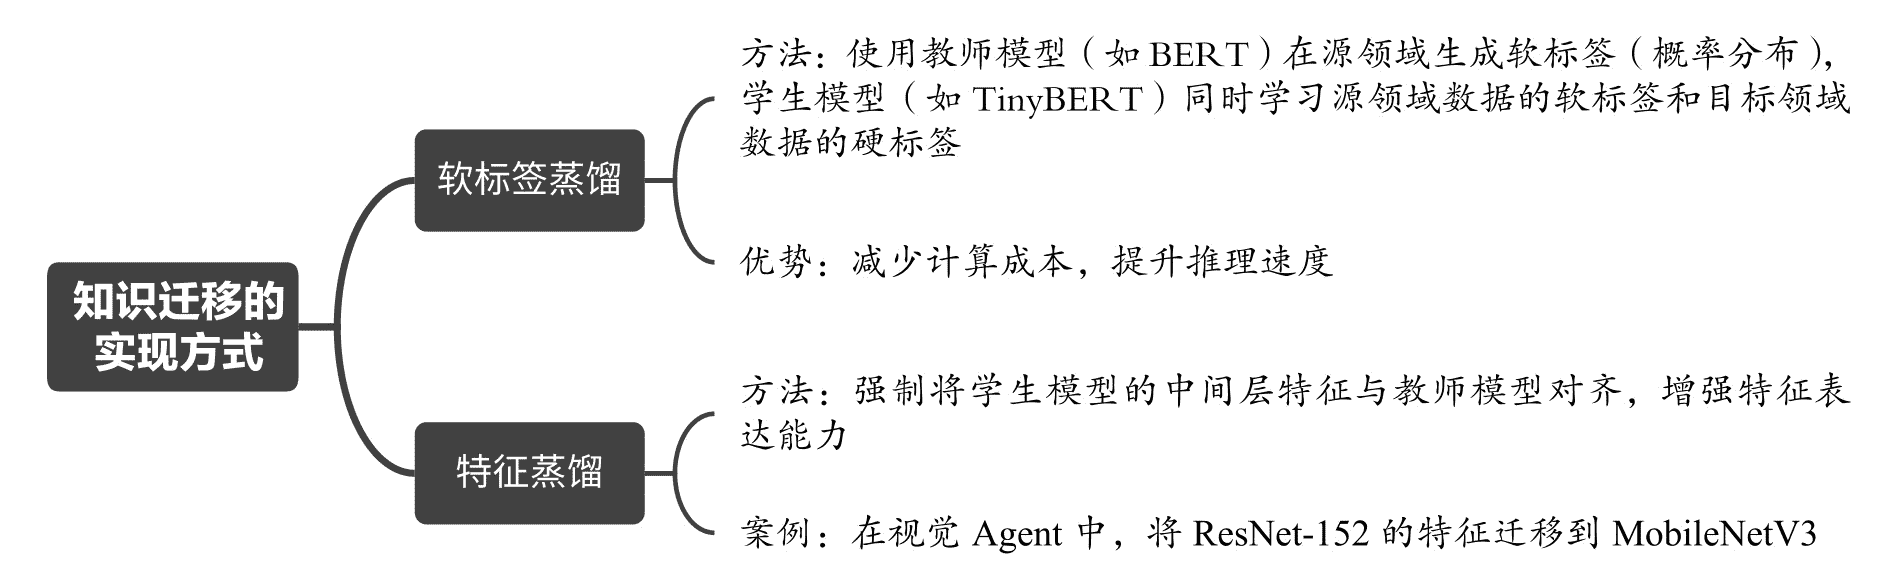 知识迁移的
实现方式
软标签蒸馏
方法：使用教师模型（如 BERT）在源领域生成软标签（概率分布），
学生模型（如 TinyBERT）同时学习源领域数据的软标签和目标领域
数据的硬标签
优势：减少计算成本，提升推理速度
特征蒸馏
方法：强制将学生模型的中间层特征与教师模型对齐，增强特征表
达能力
案例：在视觉 Agent 中，将 ResNet-152 的特征迁移到 MobileNetV3